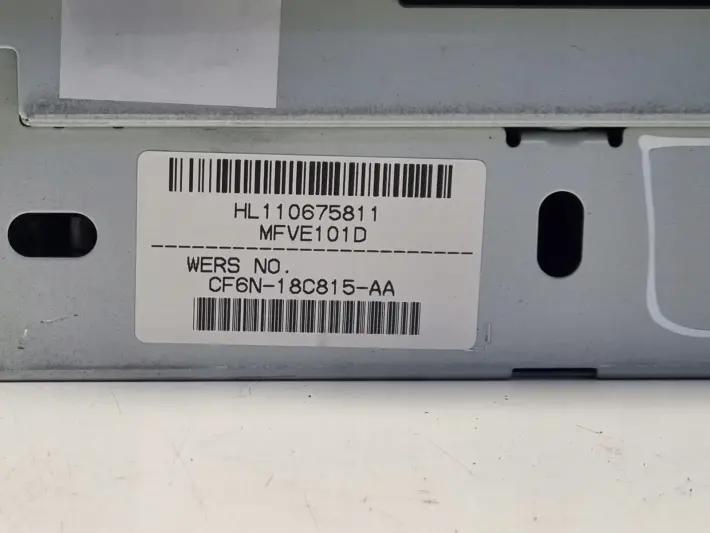 HL110675811
MFVE101D
WERS NO.
CF6N-18C815-AA